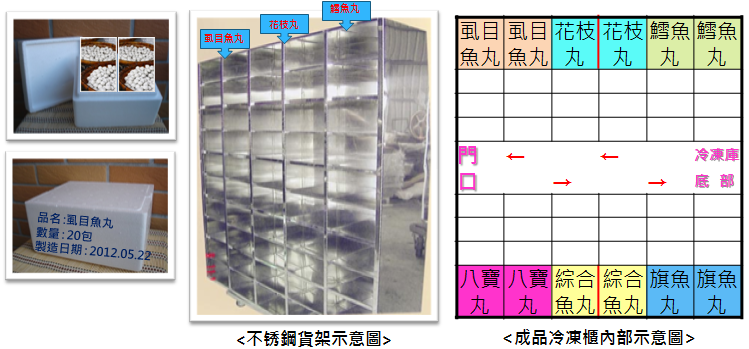 品名:虱目魚丸
數量:20包
製造日期:2012.05.22
虱目魚丸
花枝丸
鱈魚丸
<不銹鋼貨架示意圖>
虱目 虱目 花枝 花枝 鱈魚 鱈魚
魚丸 魚丸 丸 丸 丸 丸
門 ← ← 冷凍庫
口 → → 底 部
八寶 八寶 綜合 綜合 旗魚 旗魚
丸 丸 魚丸 魚丸 丸 丸
<成品冷凍櫃內部示意圖>